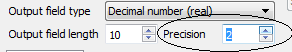 Output field type Decimal number (real)
Output field length 10 Precision 2